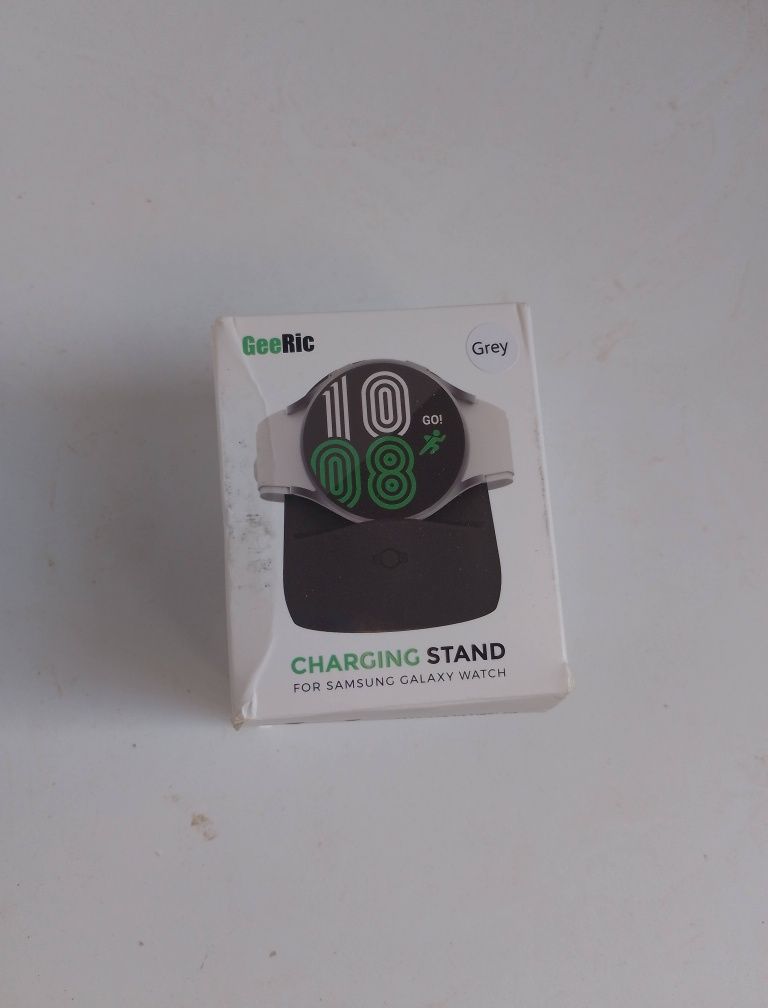 GeeRic
Grey
10
GO!
08
CHARGING STAND
FOR SAMSUNG GALAXY WATCH